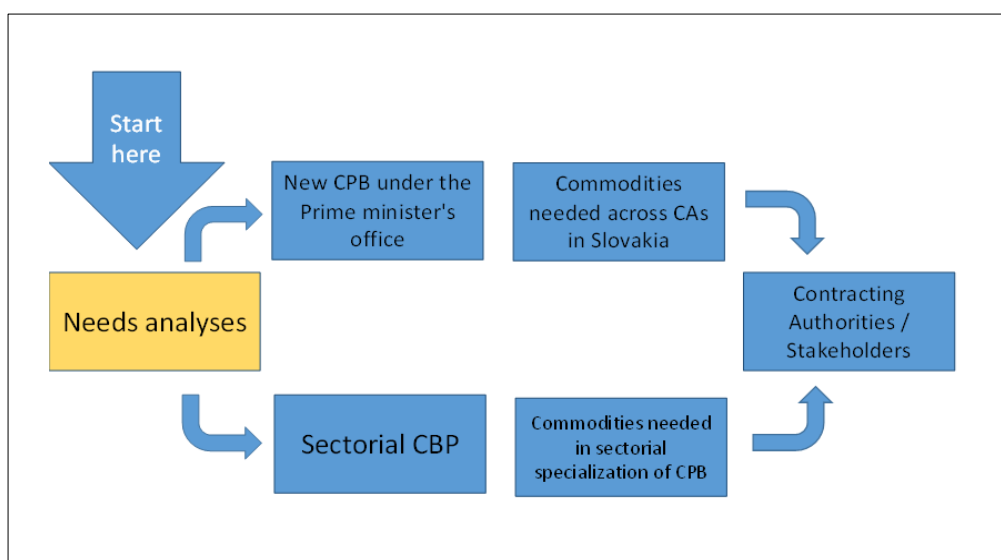 Start
here
New CPB under the
Prime minister's
office
Commodities
needed across CAs
in Slovakia
Needs analyses
Contracting
Authorities /
Stakeholders
Sectorial CBP
Commodities needed
in sectorial
specialization of CPB